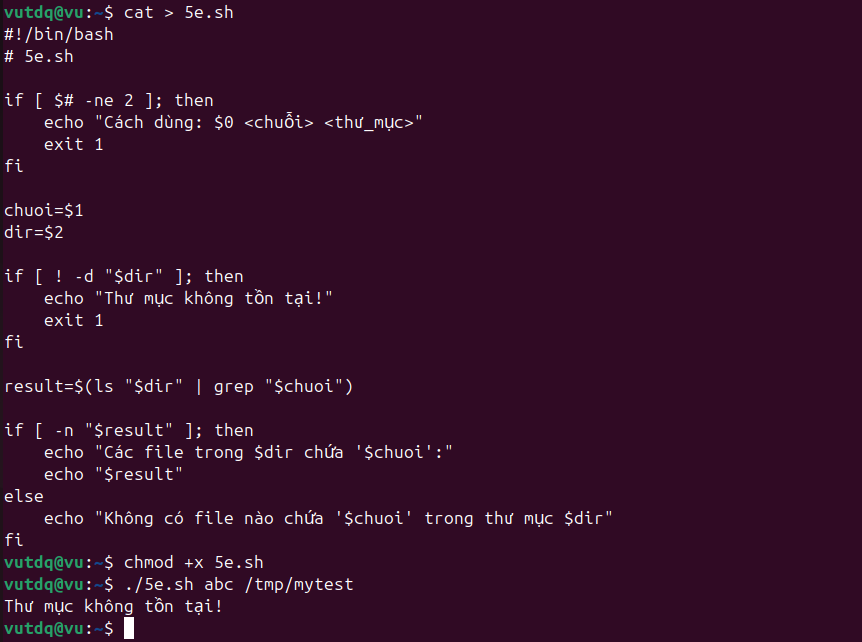 vutdq@vu:~$ cat > 5e.sh
#!/bin/bash
# 5e.sh
if [ $# -ne 2 ]; then
    echo "Cách dùng: $0 <chuỗi> <thư_mục>"
    exit 1
fi
chuoi=$1
dir=$2
if [ ! -d "$dir" ]; then
    echo "Thư mục không tồn tại!"
    exit 1
fi
result=$(ls "$dir" | grep "$chuoi")
if [ -n "$result" ]; then
    echo "Các file trong $dir chứa '$chuoi':"
    echo "$result"
else
    echo "Không có file nào chứa '$chuoi' trong thư mục $dir"
fi
vutdq@vu:~$ chmod +x 5e.sh
vutdq@vu:~$ ./5e.sh abc /tmp/mytest
Thư mục không tồn tại!
vutdq@vu:~$